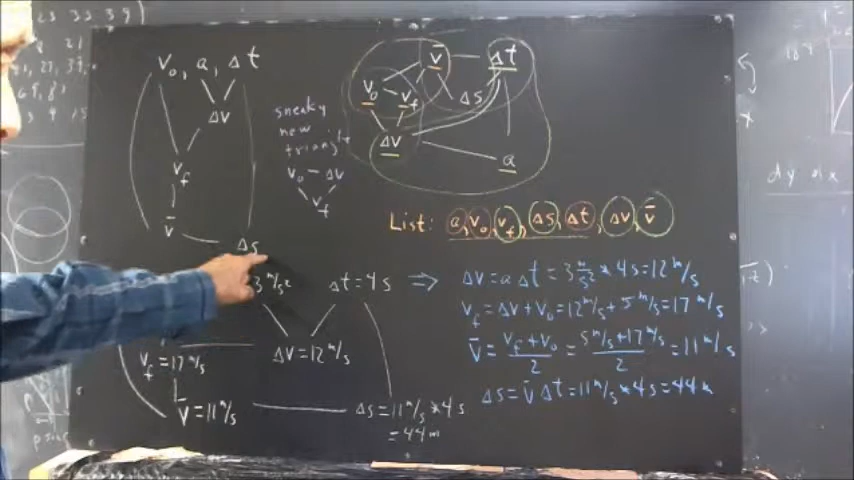 V₀, a, Δt
ΔV
V_f
V̄
Δs
sneaky
new
triangle
V₀ – ΔV
V_f
V̄
Δt
V₀
V_f
Δs
ΔV
a
List: a, V₀, V_f, Δs, Δt, ΔV, V̄
3 m/s²
Δt = 4 s ⇒
V_f = 17 m/s
ΔV = 12 m/s
V̄ = 11 m/s
Δs = 11 m/s * 4 s
= 44 m
ΔV = a Δt = 3 m/s² * 4s = 12 m/s
V_f = ΔV + V₀ = 12 m/s + 5 m/s = 17 m/s
V̄ = (V_f + V₀)/2 = (5 m/s + 17 m/s)/2 = 11 m/s
Δs = V̄ Δt = 11 m/s * 4 s = 44 m
dy dx